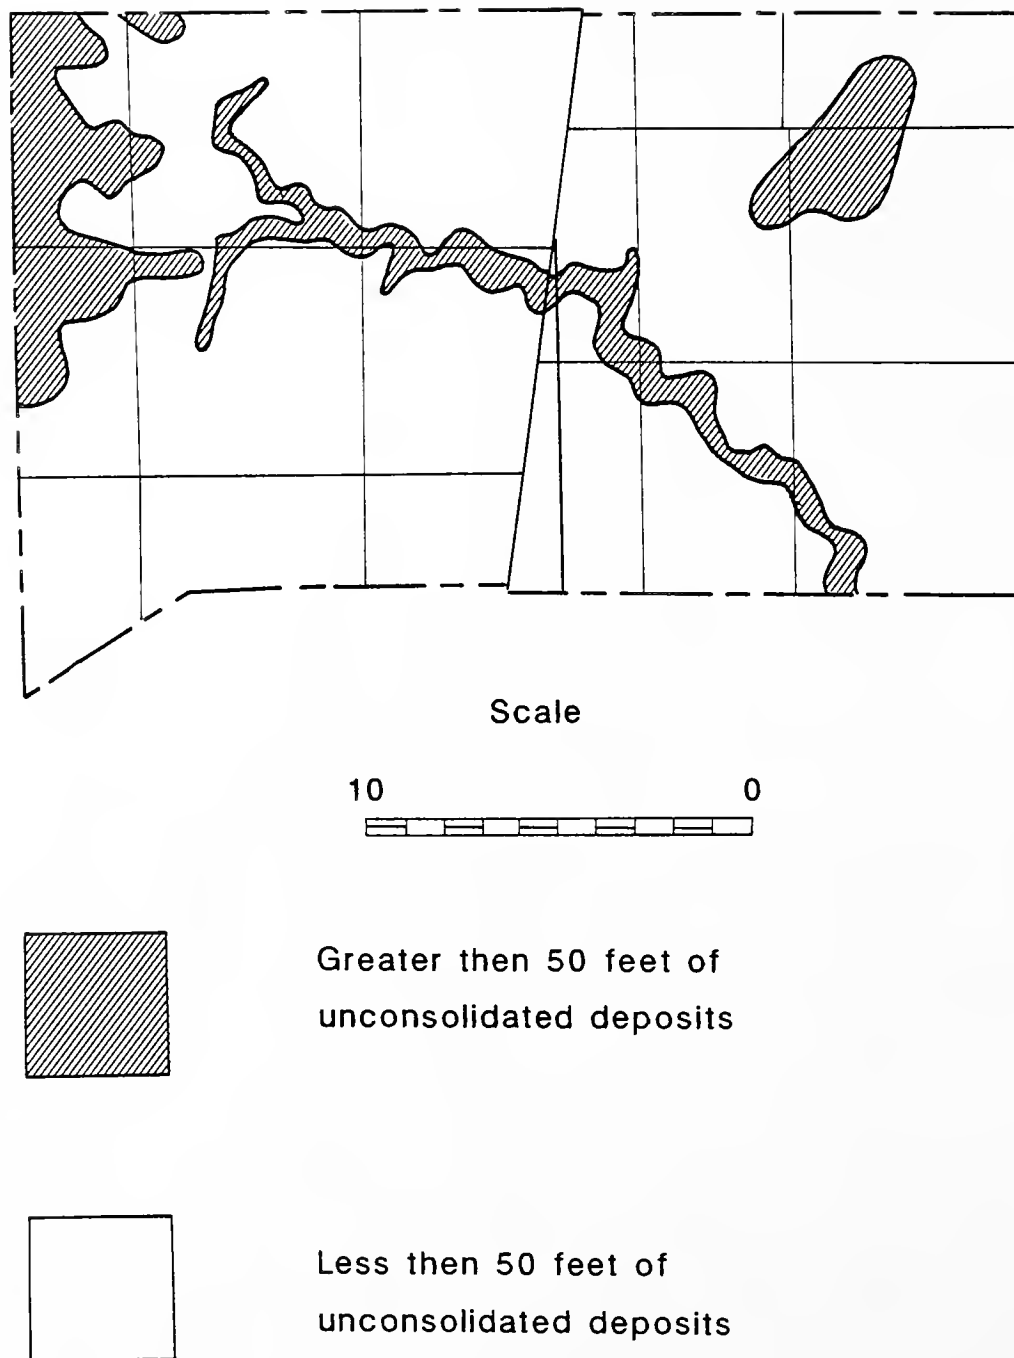 Scale
10 0
Greater then 50 feet of
unconsolidated deposits
Less then 50 feet of
unconsolidated deposits